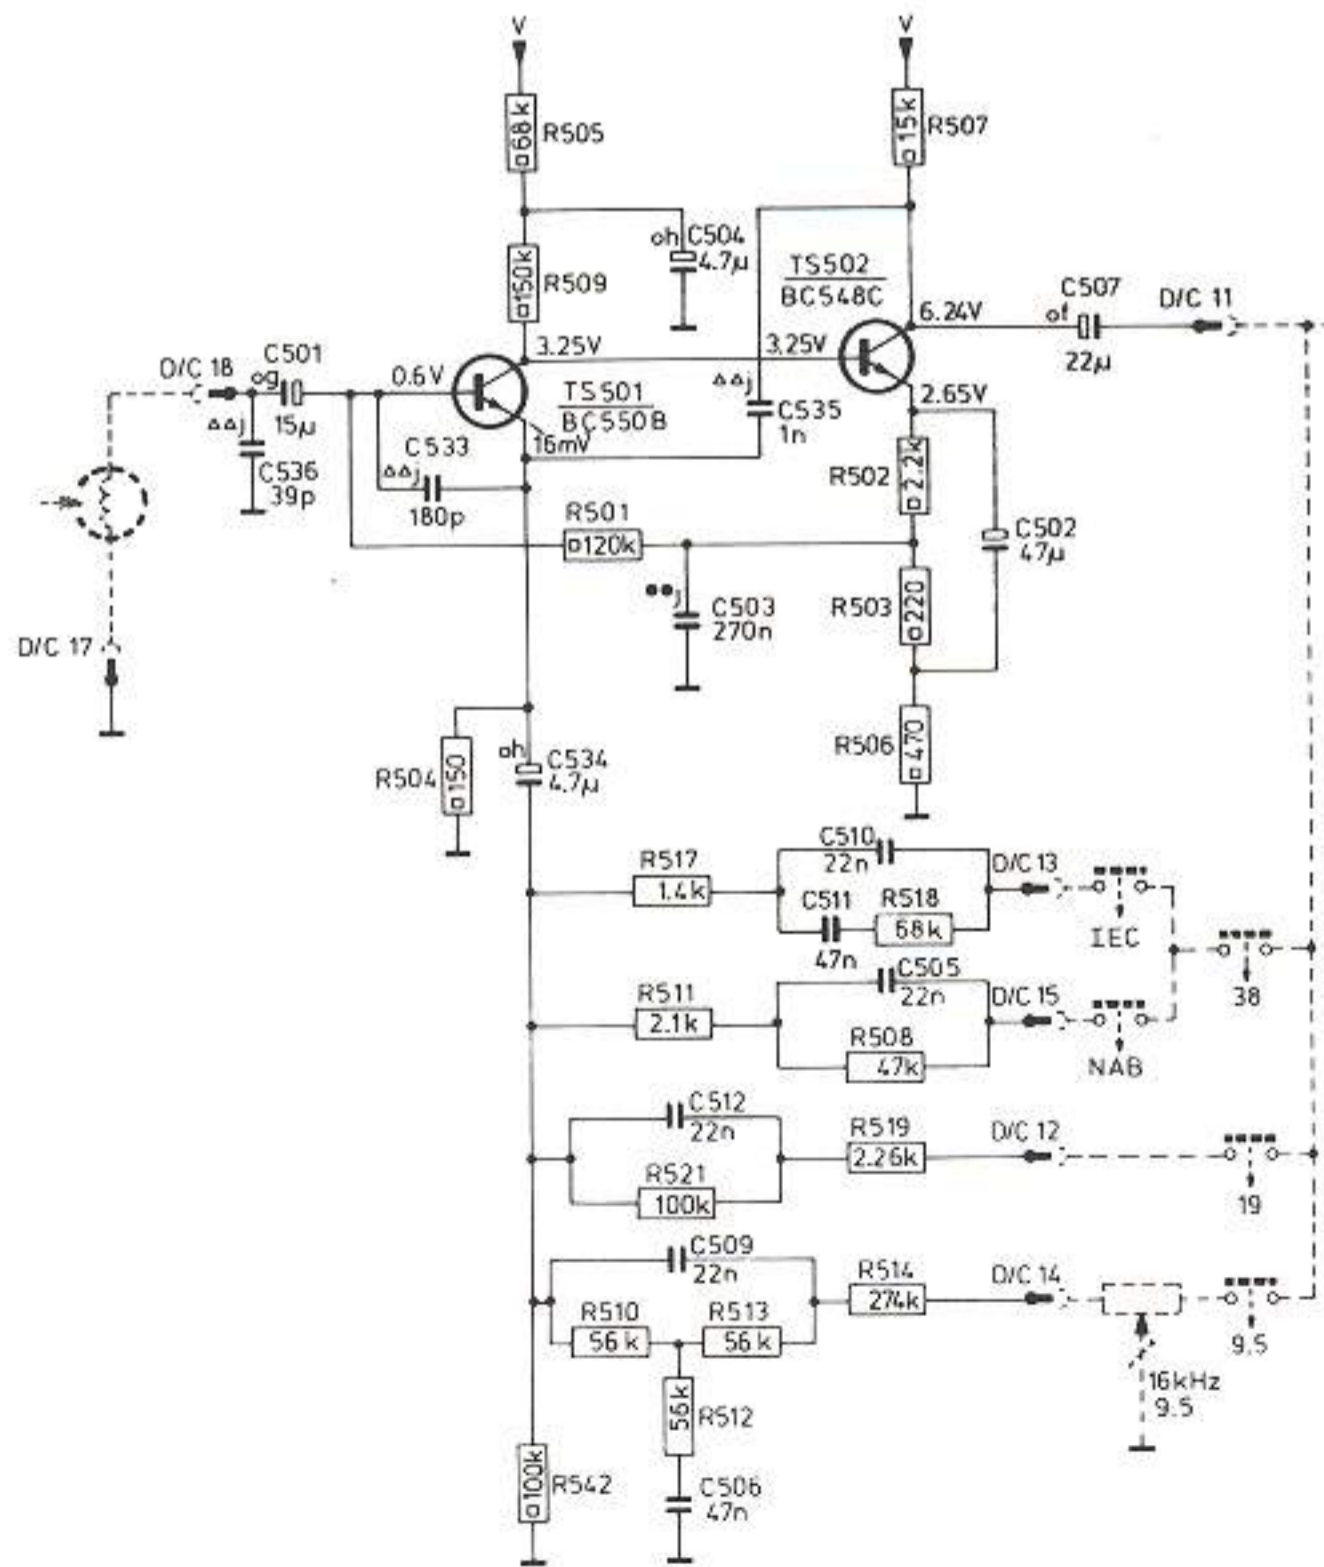 V
V
68k
R505
15k
R507
oh
C504
4.7µ
150k
R509
TS502
BC548C
C507
6.24V
of
D/C 11
3.25V
3.25V
22µ
D/C 18
C501
og
0.6V
TS501
BC550B
ΔΔj
2.65V
ΔΔj
15µ
16mV
C535
1n
C533
C536
39p
ΔΔj
180p
R502
2.2k
R501
120k
C502
47µ
j
C503
270n
R503
220
D/C 17
oh
C534
4.7µ
R504
150
R506
470
C510
22n
R517
1.4k
D/C 13
C511
R518
68k
47n
IEC
C505
22n
R511
2.1k
D/C 15
38
R508
47k
NAB
C512
22n
R519
2.26k
D/C 12
R521
100k
19
C509
22n
R514
274k
D/C 14
R510
56k
R513
56k
9.5
16kHz
9.5
56k
R512
100k
R542
C506
47n